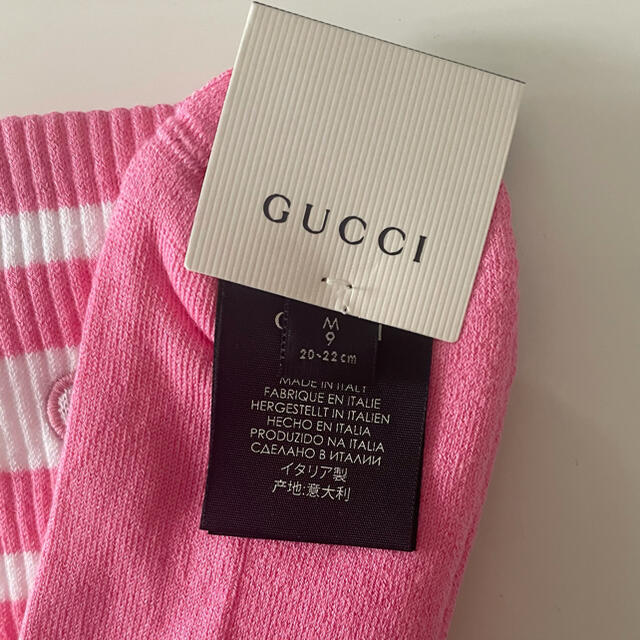 GUCCI
M
9
20-22 cm
MADE IN ITALY
FABRIQUE EN ITALIE
HERGESTELLT IN ITALIEN
HECHO EN ITALIA
PRODUZIDO NA ITALIA
СДЕЛАНО В ИТАЛИИ
イタリア製
产地:意大利